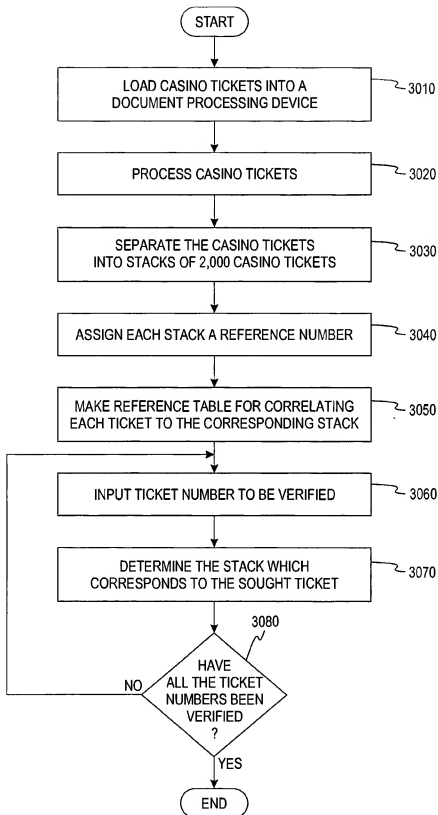 START
LOAD CASINO TICKETS INTO A
DOCUMENT PROCESSING DEVICE
3010
PROCESS CASINO TICKETS
3020
SEPARATE THE CASINO TICKETS
INTO STACKS OF 2,000 CASINO TICKETS
3030
ASSIGN EACH STACK A REFERENCE NUMBER
3040
MAKE REFERENCE TABLE FOR CORRELATING
EACH TICKET TO THE CORRESPONDING STACK
3050
INPUT TICKET NUMBER TO BE VERIFIED
3060
DETERMINE THE STACK WHICH
CORRESPONDS TO THE SOUGHT TICKET
3070
3080
HAVE
ALL THE TICKET
NUMBERS BEEN
VERIFIED
?
NO
YES
END